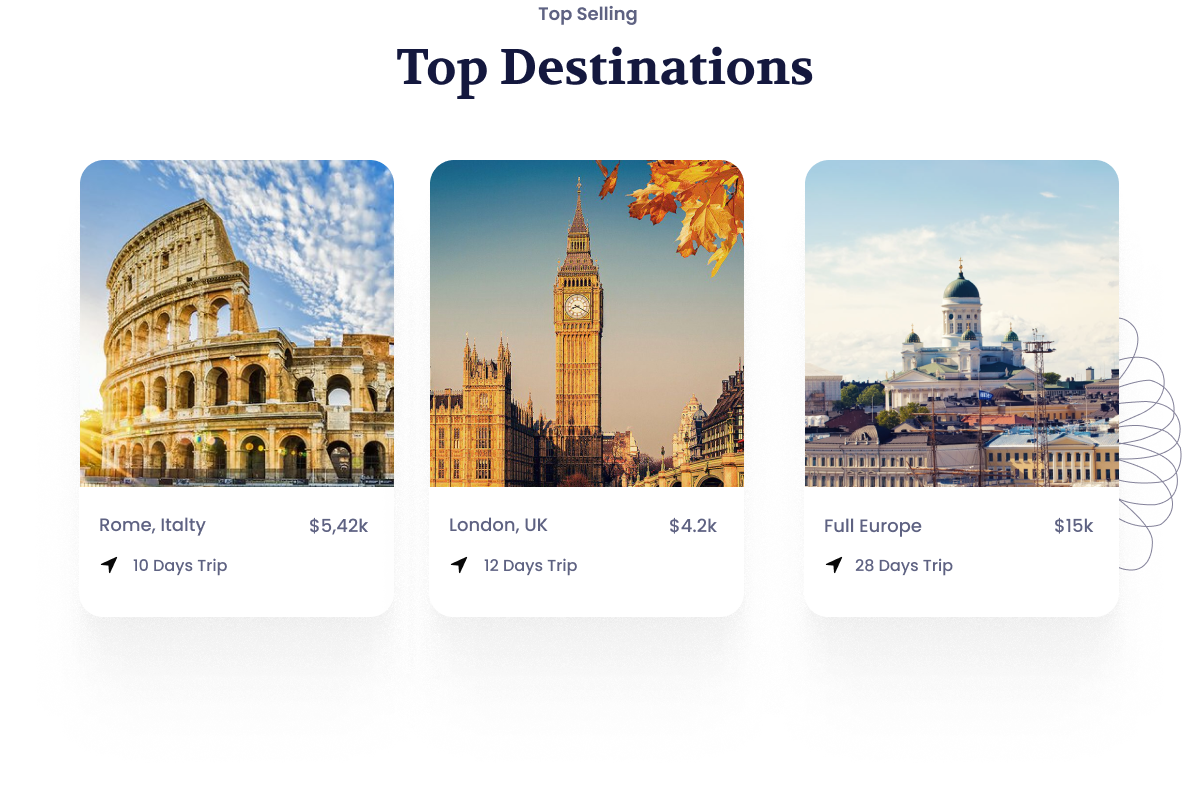 Top Selling
Top Destinations
Rome, Italty
$5,42k
10 Days Trip
London, UK
$4.2k
12 Days Trip
Full Europe
$15k
28 Days Trip